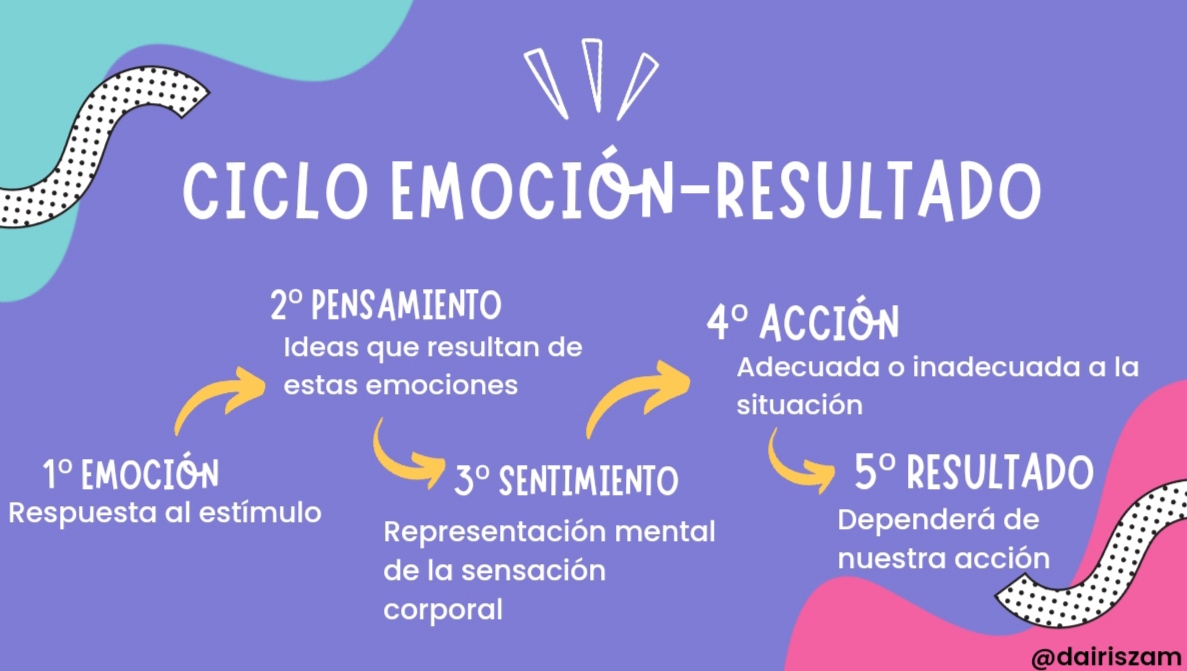 CICLO EMOCIÓN-RESULTADO
1º EMOCIÓN
Respuesta al estímulo
2º PENSAMIENTO
Ideas que resultan de
estas emociones
3º SENTIMIENTO
Representación mental
de la sensación
corporal
4º ACCIÓN
Adecuada o inadecuada a la
situación
5º RESULTADO
Dependerá de
nuestra acción
@dairiszam